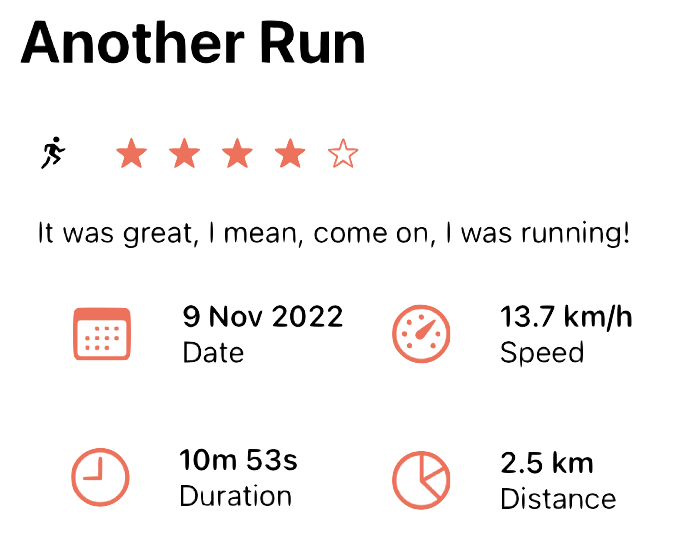 Another Run
It was great, I mean, come on, I was running!
9 Nov 2022
Date
13.7 km/h
Speed
10m 53s
Duration
2.5 km
Distance